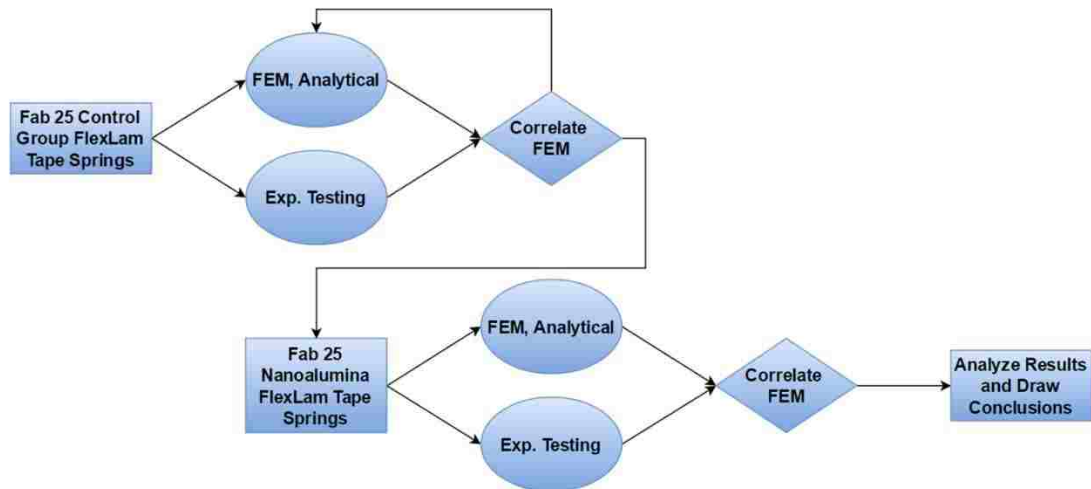 FEM, Analytical
Fab 25 Control
Group FlexLam
Tape Springs
Correlate
FEM
Exp. Testing
FEM, Analytical
Fab 25
Nanoalumina
FlexLam Tape
Springs
Correlate
FEM
Analyze Results
and Draw
Conclusions
Exp. Testing